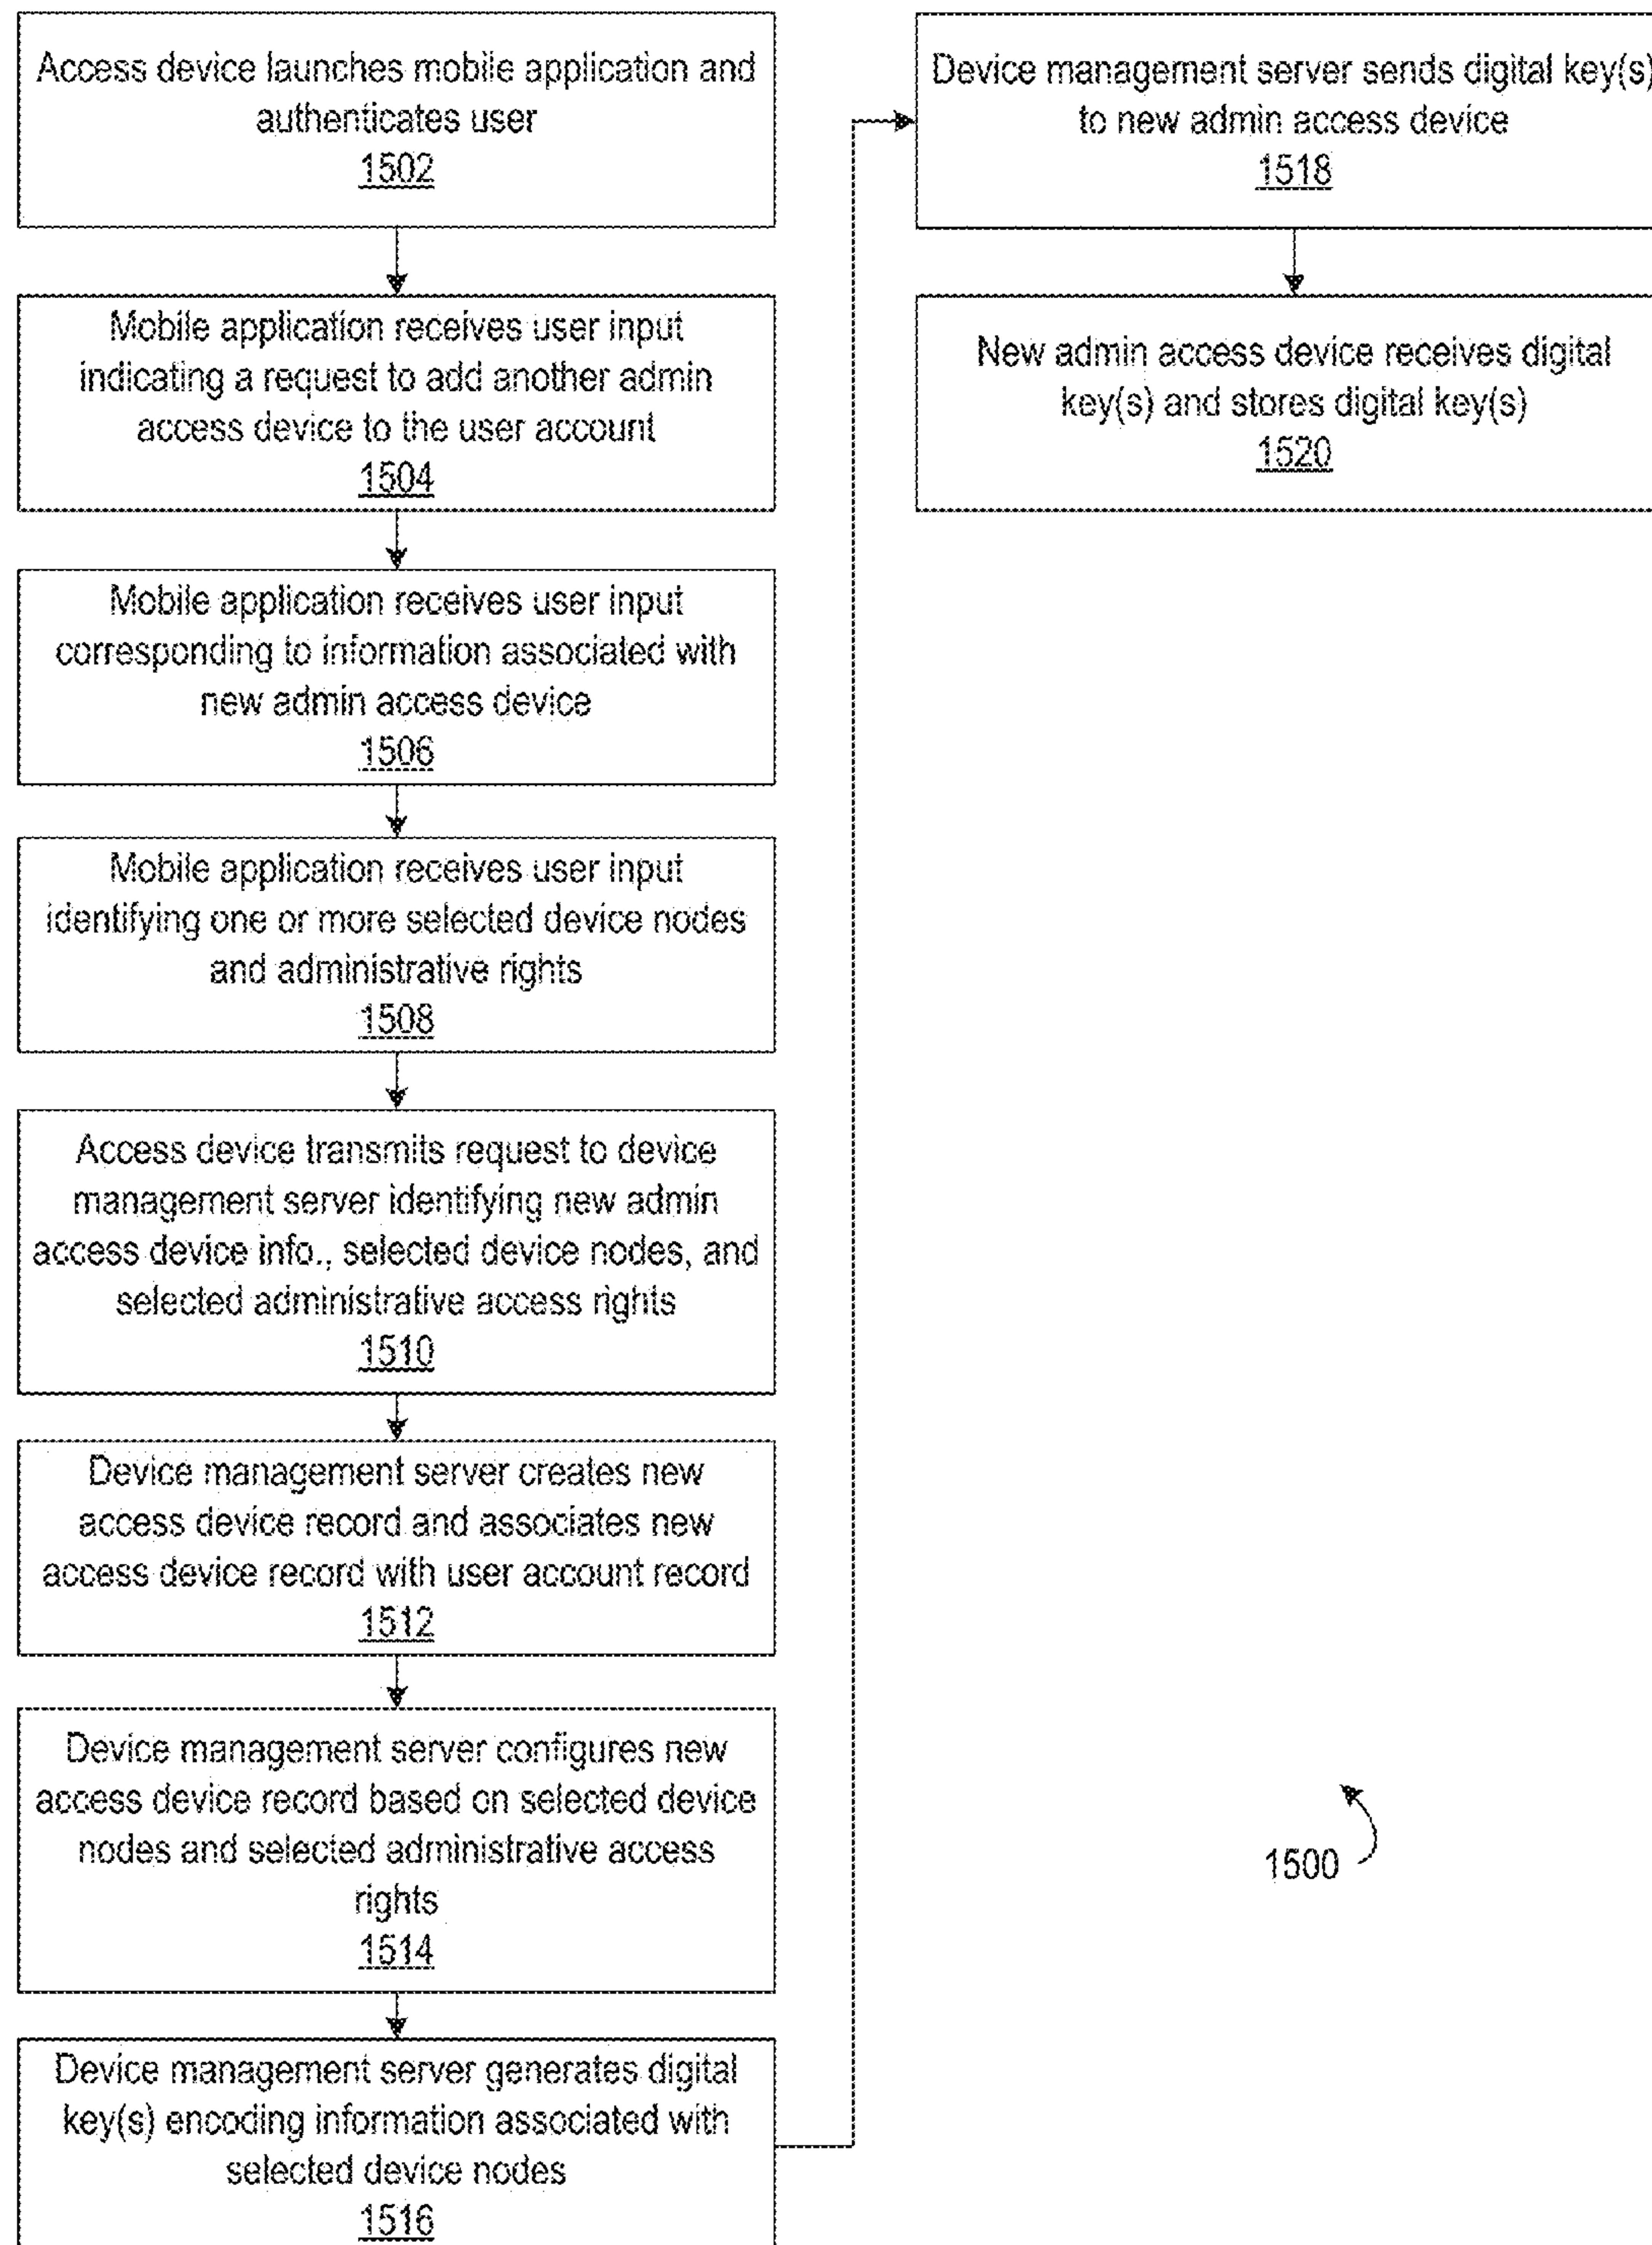 Access device launches mobile application and
authenticates user
1502
Mobile application receives user input
indicating a request to add another admin
access device to the user account
1504
Mobile application receives user input
corresponding to information associated with
new admin access device
1506
Mobile application receives user input
identifying one or more selected device nodes
and administrative rights
1508
Access device transmits request to device
management server identifying new admin
access device info., selected device nodes, and
selected administrative access rights
1510
Device management server creates new
access device record and associates new
access device record with user account record
1512
Device management server configures new
access device record based on selected device
nodes and selected administrative access
rights
1514
Device management server generates digital
key(s) encoding information associated with
selected device nodes
1516
Device management server sends digital key(s)
to new admin access device
1518
New admin access device receives digital
key(s) and stores digital key(s)
1520
1500